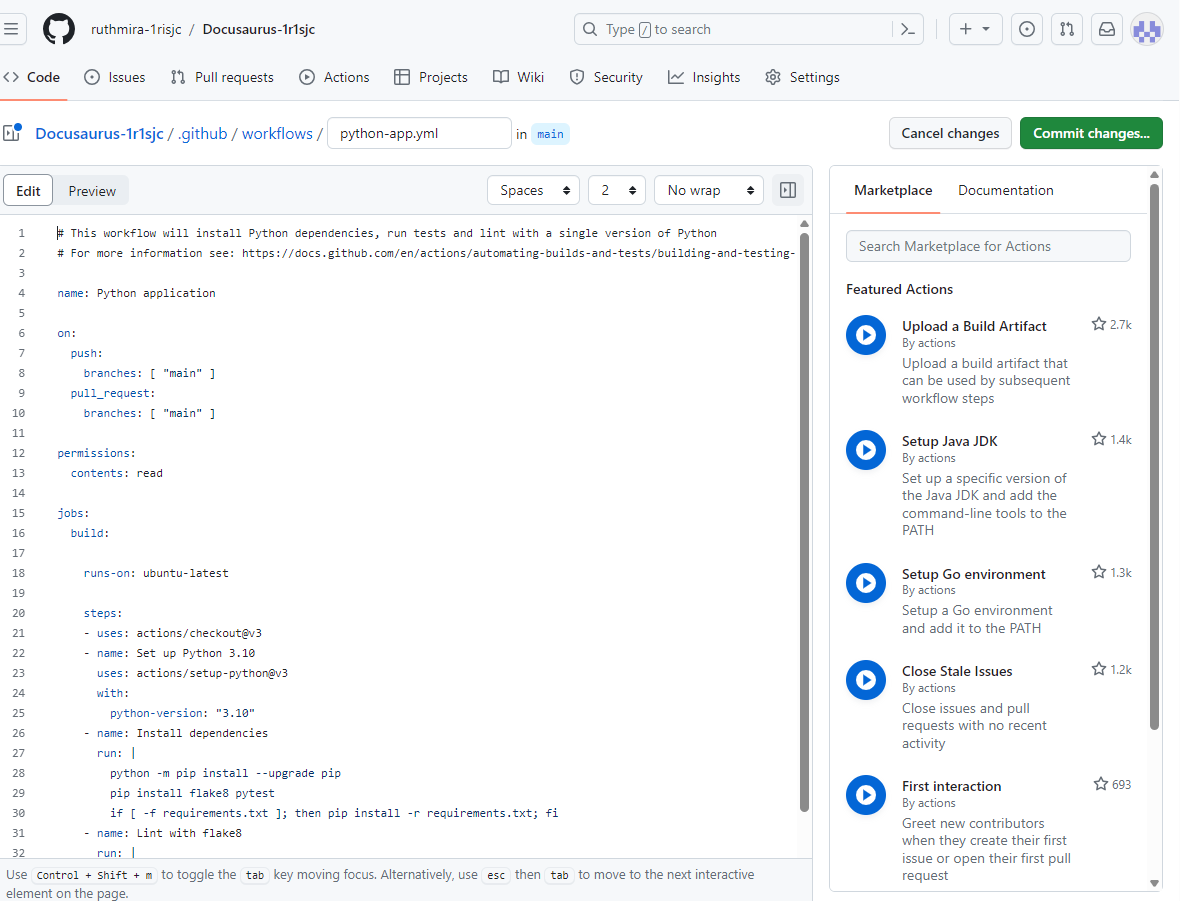 ruthmira-1risjc / Docusaurus-1r1sjc
Type / to search
Code
Issues
Pull requests
Actions
Projects
Wiki
Security
Insights
Settings
Docusaurus-1r1sjc / .github / workflows / python-app.yml in main
Cancel changes
Commit changes...
Edit
Preview
Spaces
2
No wrap
1 # This workflow will install Python dependencies, run tests and lint with a single version of Python
2 # For more information see: https://docs.github.com/en/actions/automating-builds-and-tests/building-and-testing-
3
4 name: Python application
5
6 on:
7   push:
8     branches: [ "main" ]
9   pull_request:
10     branches: [ "main" ]
11
12 permissions:
13   contents: read
14
15 jobs:
16   build:
17
18     runs-on: ubuntu-latest
19
20     steps:
21     - uses: actions/checkout@v3
22     - name: Set up Python 3.10
23       uses: actions/setup-python@v3
24       with:
25         python-version: "3.10"
26     - name: Install dependencies
27       run: |
28         python -m pip install --upgrade pip
29         pip install flake8 pytest
30         if [ -f requirements.txt ]; then pip install -r requirements.txt; fi
31     - name: Lint with flake8
32       run: |
Use Control + Shift + m to toggle the tab key moving focus. Alternatively, use esc then tab to move to the next interactive
element on the page.
Marketplace
Documentation
Search Marketplace for Actions
Featured Actions
Upload a Build Artifact
2.7k
By actions
Upload a build artifact that
can be used by subsequent
workflow steps
Setup Java JDK
1.4k
By actions
Set up a specific version of
the Java JDK and add the
command-line tools to the
PATH
Setup Go environment
1.3k
By actions
Setup a Go environment
and add it to the PATH
Close Stale Issues
1.2k
By actions
Close issues and pull
requests with no recent
activity
First interaction
693
By actions
Greet new contributors
when they create their first
issue or open their first pull
request